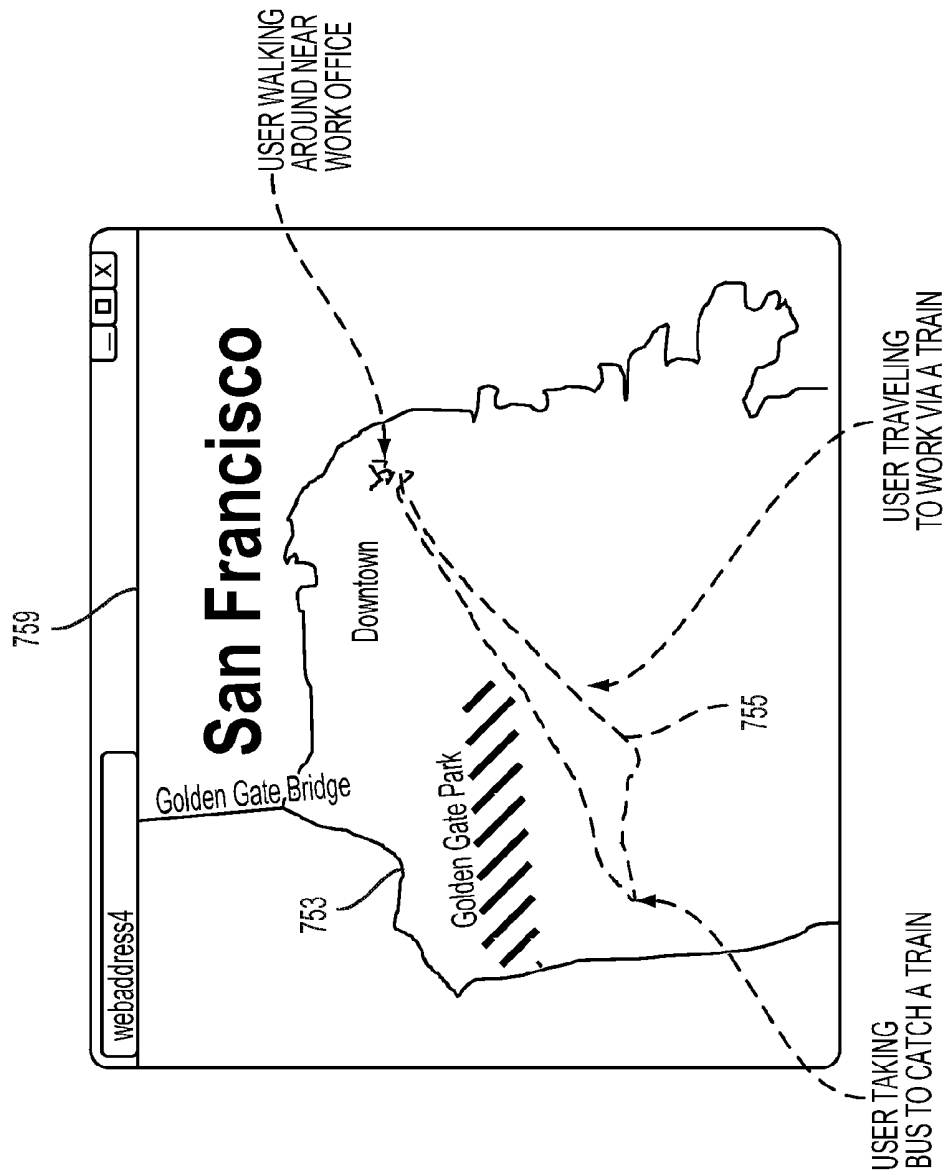 759
webaddress4
_ X
San Francisco
Golden Gate Bridge
753
Golden Gate Park
Downtown
755
USER WALKING
AROUND NEAR
WORK OFFICE
USER TAKING
BUS TO CATCH A TRAIN
USER TRAVELING
TO WORK VIA A TRAIN